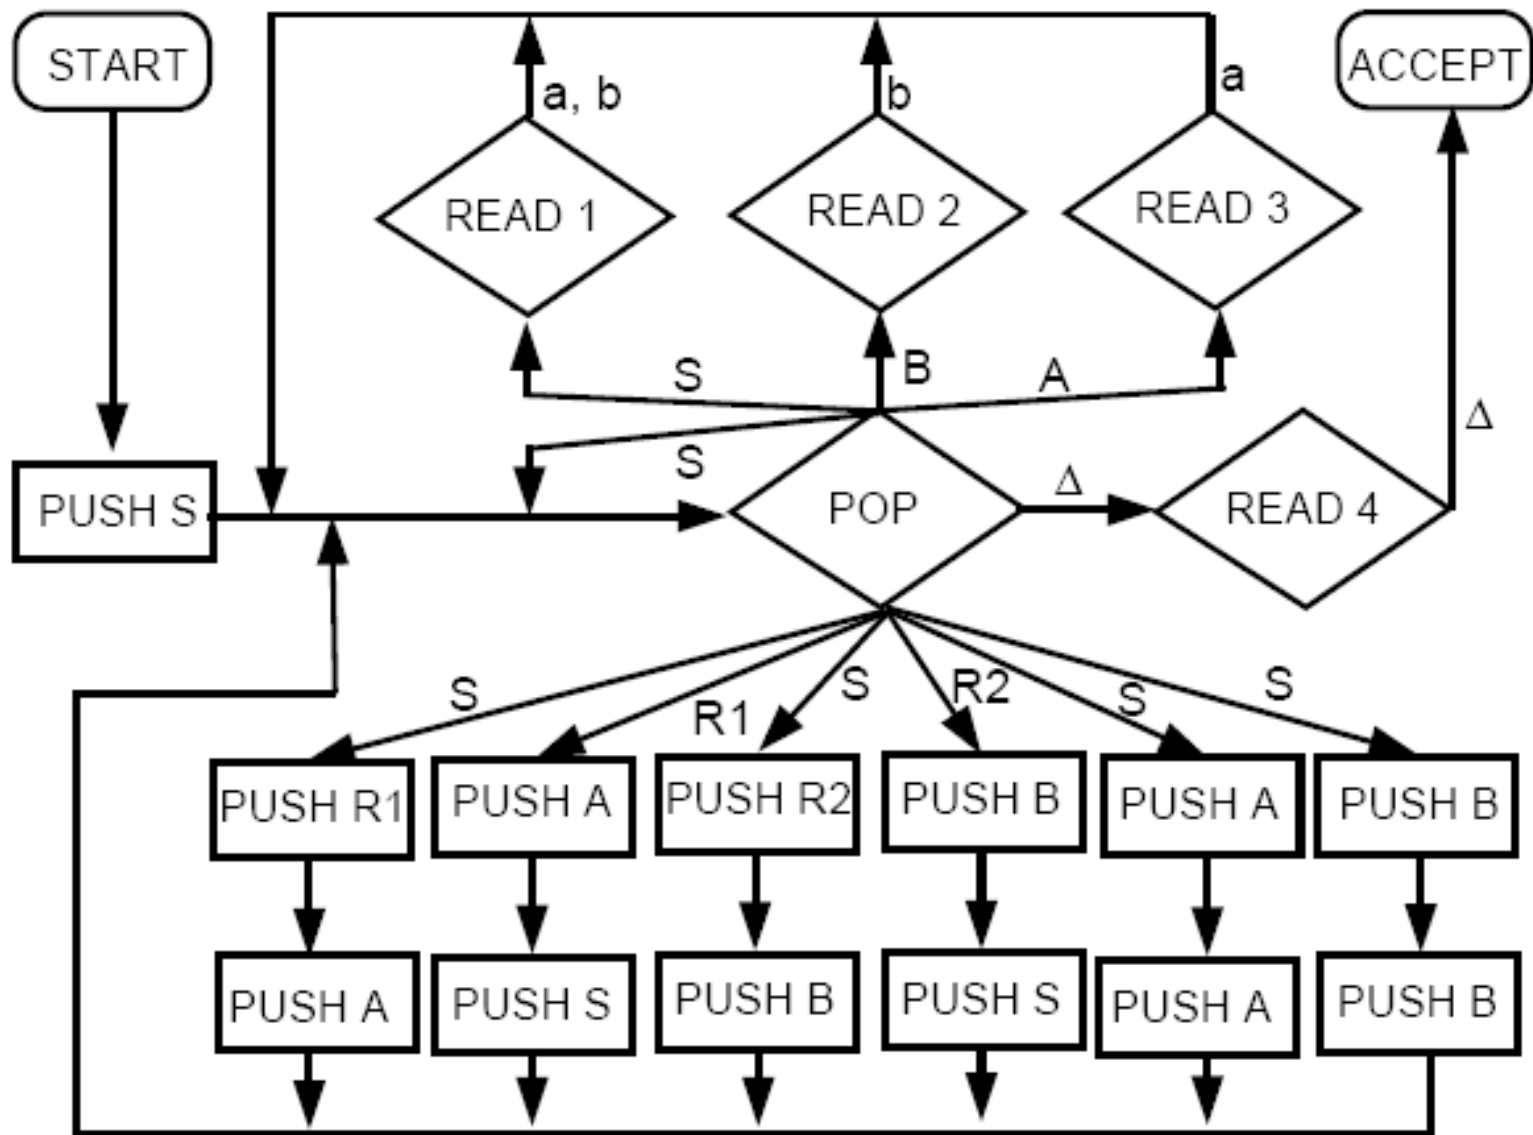 START
ACCEPT
a, b
b
a
READ 1
READ 2
READ 3
S
B
A
S
Δ
Δ
PUSH S
POP
READ 4
S
R1
S
R2
S
S
PUSH R1
PUSH A
PUSH R2
PUSH B
PUSH A
PUSH B
PUSH A
PUSH S
PUSH B
PUSH S
PUSH A
PUSH B